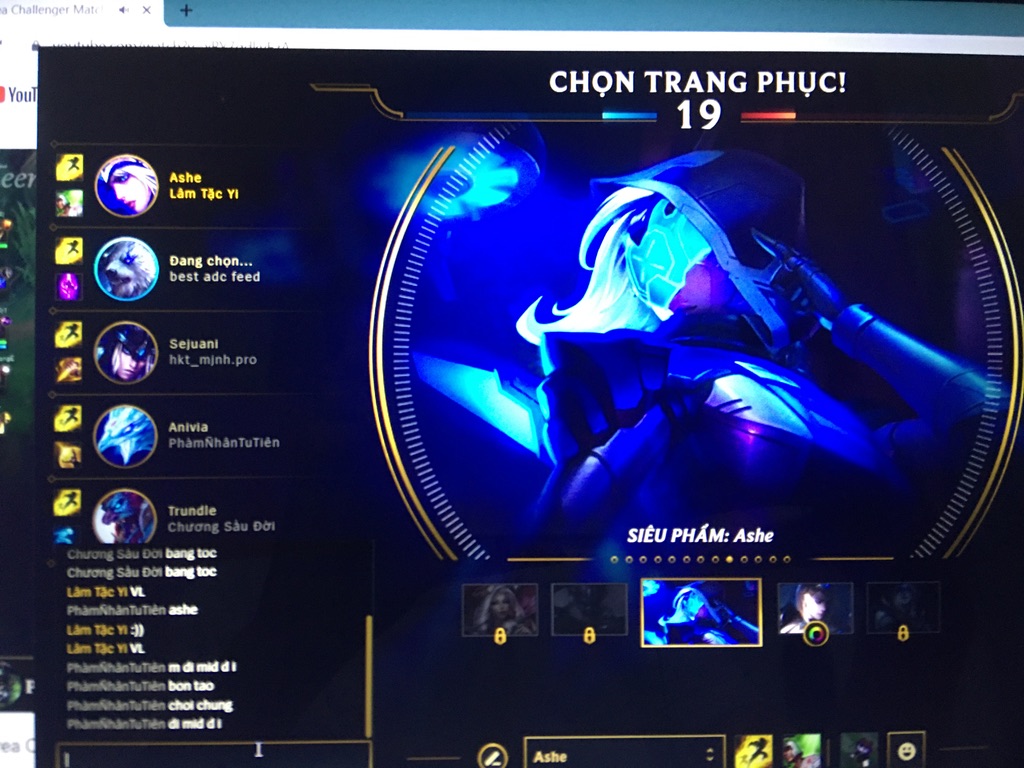 ea Challenger Mat
YouT
CHỌN TRANG PHỤC!
19
Ashe
Lâm Tặc Yi
Đang chọn...
best adc feed
Sejuani
hkt_mjnh.pro
Anivia
PhàmÑhânTuTiên
Trundle
Chương Sầu Đời
Chương Sầu Đời bang toc
Chương Sầu Đời bang toc
Lâm Tặc Yi VL
PhàmÑhânTuTiên ashe
Lâm Tặc Yi :))
Lâm Tặc Yi VL
PhàmÑhânTuTiên m di mid d i
PhàmÑhânTuTiên bon tao
PhàmÑhânTuTiên choi chung
PhàmÑhânTuTiên di mid d i
SIÊU PHẨM: Ashe
Ashe